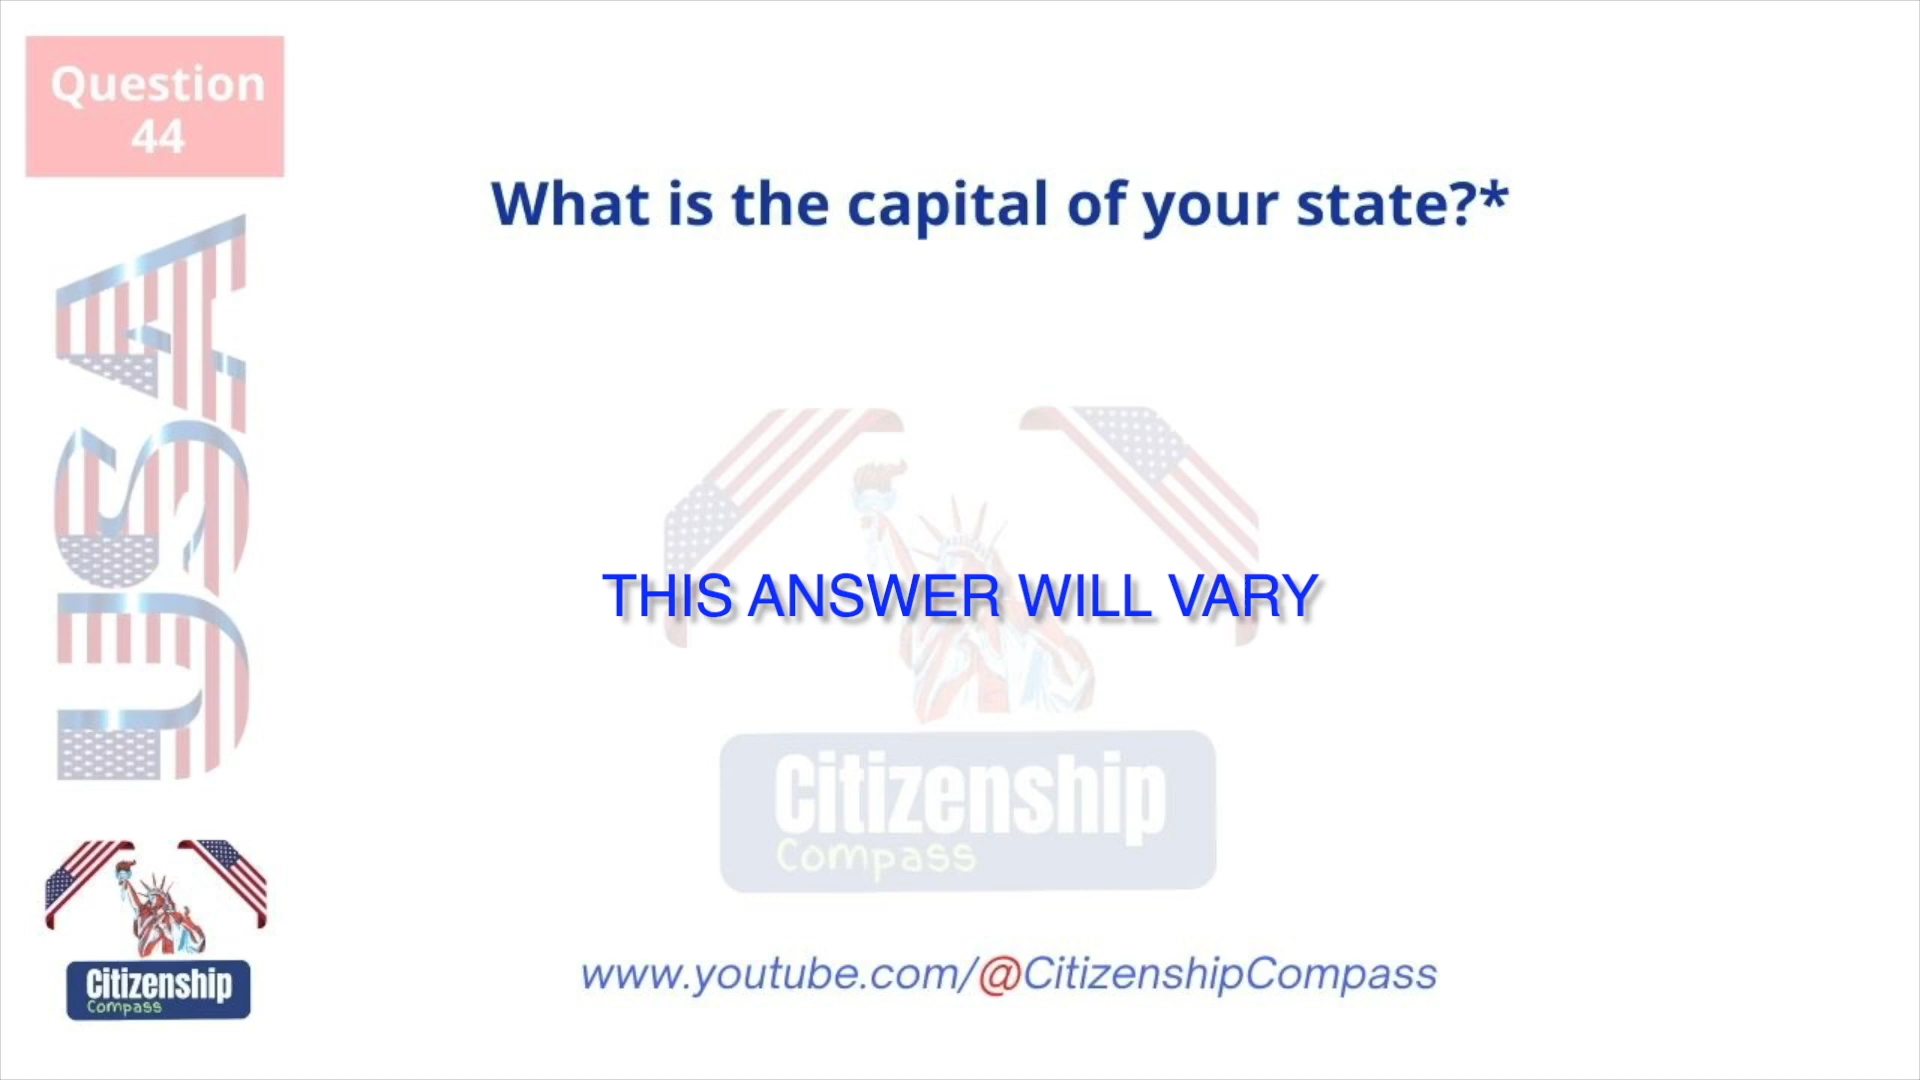 Question
44
What is the capital of your state?*
THIS ANSWER WILL VARY
Citizenship
Compass
Citizenship
Compass
www.youtube.com/@CitizenshipCompass
USA